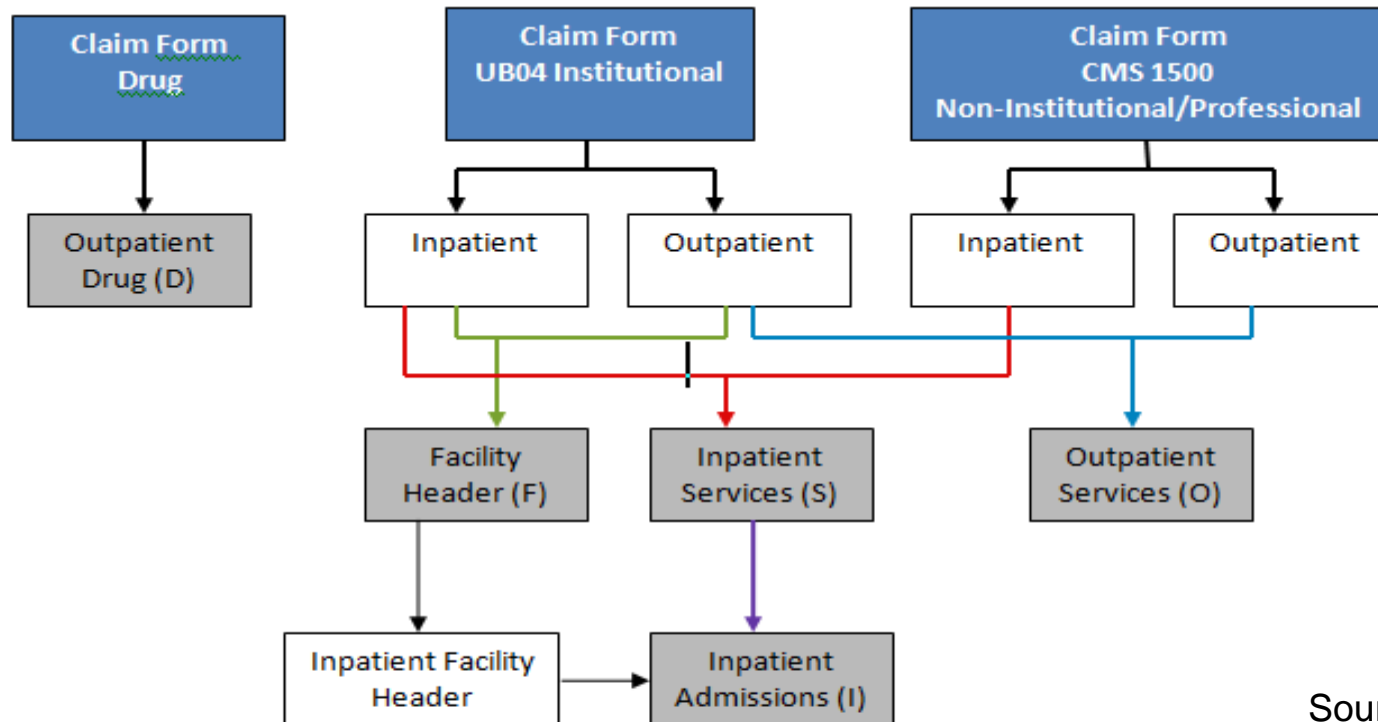 Claim Form
Drug
Claim Form
UB04 Institutional
Claim Form
CMS 1500
Non-Institutional/Professional
Outpatient
Drug (D)
Inpatient
Outpatient
Inpatient
Outpatient
Facility
Header (F)
Inpatient
Services (S)
Outpatient
Services (O)
Inpatient Facility
Header
Inpatient
Admissions (I)